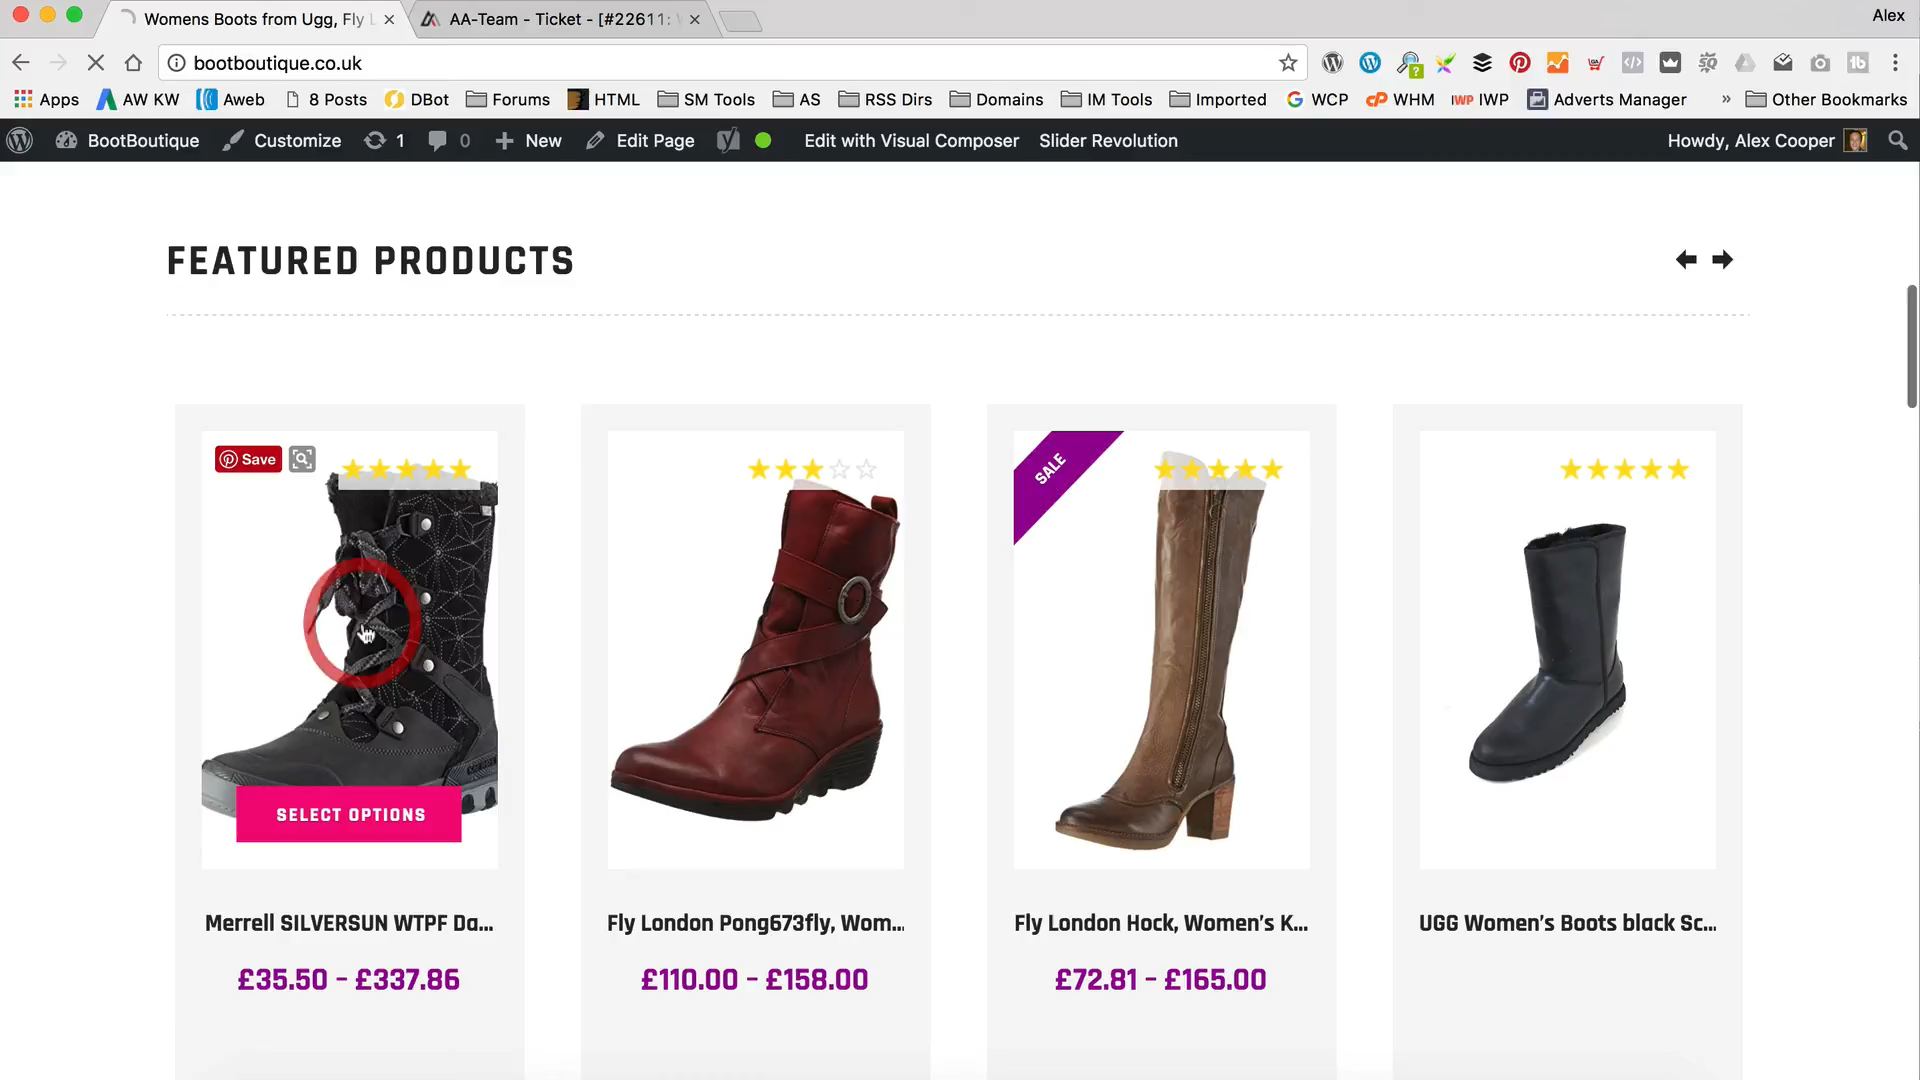 Womens Boots from Ugg, Fly L
AA-Team - Ticket - [#22611:
Alex
bootboutique.co.uk
Apps
AW KW
Aweb
8 Posts
DBot
Forums
HTML
SM Tools
AS
RSS Dirs
Domains
IM Tools
Imported
WCP
WHM
IWP
Adverts Manager
Other Bookmarks
BootBoutique
Customize
1
0
New
Edit Page
Edit with Visual Composer
Slider Revolution
Howdy, Alex Cooper
FEATURED PRODUCTS
Save
SALE
SELECT OPTIONS
Merrell SILVERSUN WTPF Da...
Fly London Pong673fly, Wom...
Fly London Hock, Women's K...
UGG Women's Boots black Sc...
£35.50 – £337.86
£110.00 – £158.00
£72.81 – £165.00